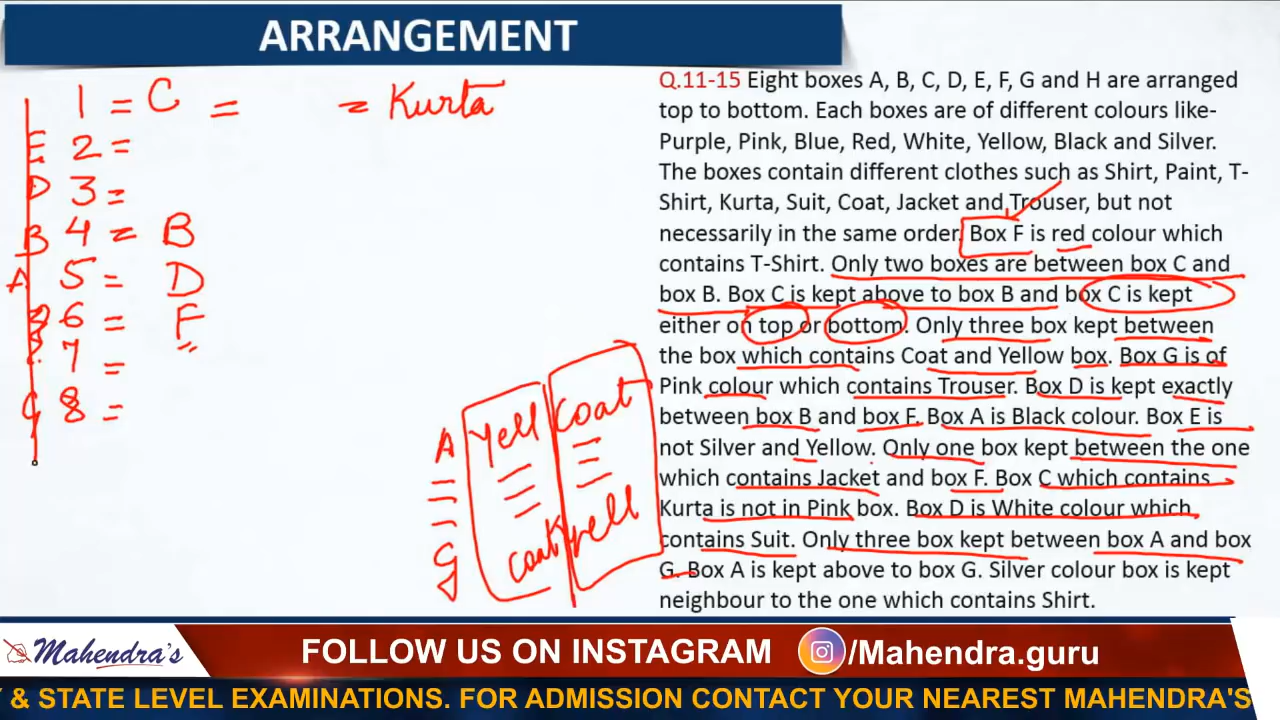 ARRANGEMENT
1 = C = = Kurta
E 2 =
D 3 =
B 4 = B
A 5 = D
6 = F
7 =
8 =
A Yell Coat
G Coat Yell
Q.11-15 Eight boxes A, B, C, D, E, F, G and H are arranged
top to bottom. Each boxes are of different colours like-
Purple, Pink, Blue, Red, White, Yellow, Black and Silver.
The boxes contain different clothes such as Shirt, Paint, T-
Shirt, Kurta, Suit, Coat, Jacket and Trouser, but not
necessarily in the same order. Box F is red colour which
contains T-Shirt. Only two boxes are between box C and
box B. Box C is kept above to box B and box C is kept
either on top or bottom. Only three box kept between
the box which contains Coat and Yellow box. Box G is of
Pink colour which contains Trouser. Box D is kept exactly
between box B and box F. Box A is Black colour. Box E is
not Silver and Yellow. Only one box kept between the one
which contains Jacket and box F. Box C which contains
Kurta is not in Pink box. Box D is White colour which
contains Suit. Only three box kept between box A and box
G. Box A is kept above to box G. Silver colour box is kept
neighbour to the one which contains Shirt.
Mahendra's
FOLLOW US ON INSTAGRAM /Mahendra.guru
& STATE LEVEL EXAMINATIONS. FOR ADMISSION CONTACT YOUR NEAREST MAHENDRA'S